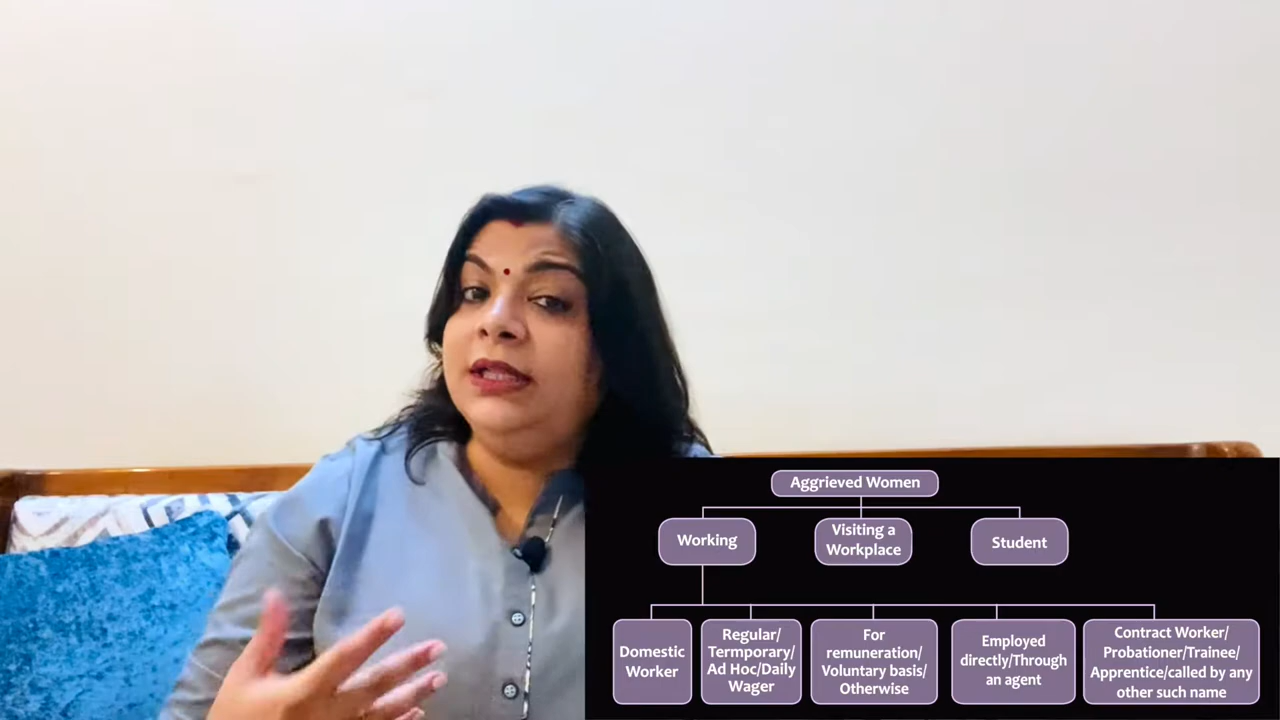 Aggrieved Women
Working
Visiting a
Workplace
Student
Domestic
Worker
Regular/
Termporary/
Ad Hoc/Daily
Wager
For
remuneration/
Voluntary basis/
Otherwise
Employed
directly/Through
an agent
Contract Worker/
Probationer/Trainee/
Apprentice/called by any
other such name